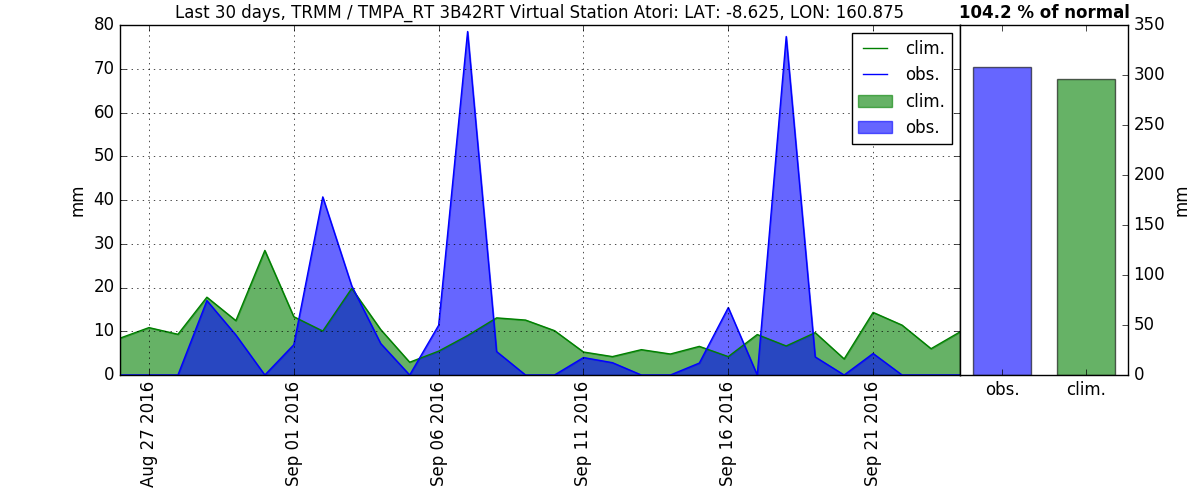 Last 30 days, TRMM / TMPA_RT 3B42RT Virtual Station Atori: LAT: -8.625, LON: 160.875
104.2 % of normal
80
70
60
50
40
30
20
10
0
mm
clim.
obs.
clim.
obs.
Aug 27 2016
Sep 01 2016
Sep 06 2016
Sep 11 2016
Sep 16 2016
Sep 21 2016
350
300
250
200
150
100
50
0
mm
obs.
clim.